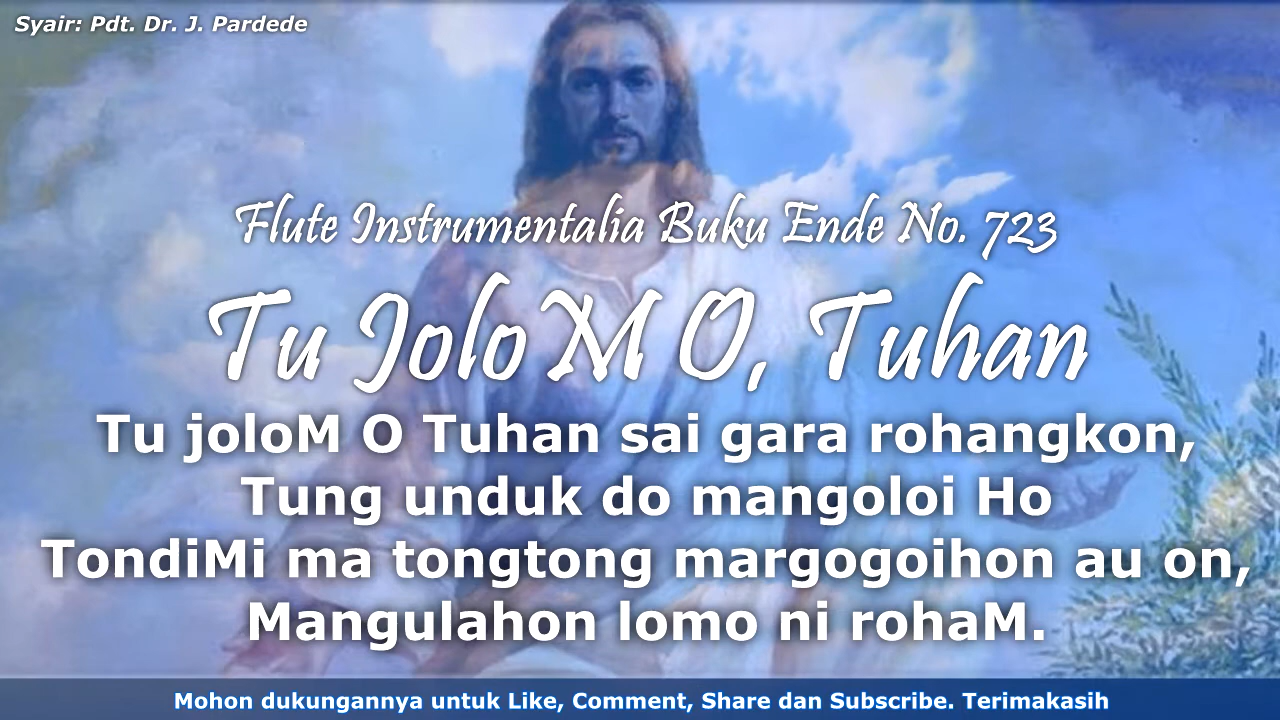 Syair: Pdt. Dr. J. Pardede
Flute Instrumentalia Buku Ende No. 723
Tu Jolo M O, Tuhan
Tu joloM O Tuhan sai gara rohangkon,
Tung unduk do mangoloi Ho
TondiMi ma tongtong margogoihon au on,
Mangulahon lomo ni rohaM.
Mohon dukungannya untuk Like, Comment, Share dan Subscribe. Terimakasih